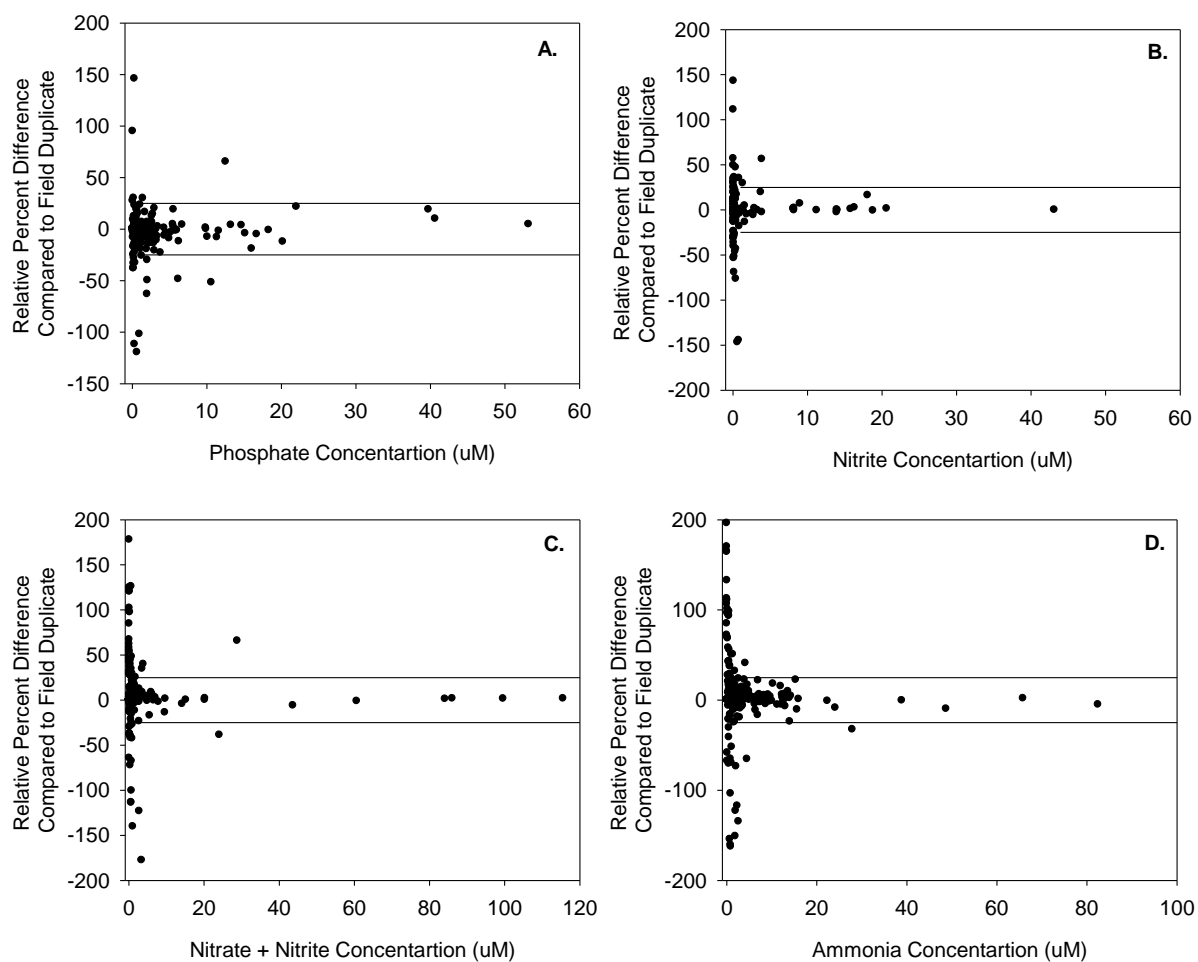 A.
200
150
100
50
0
-50
-100
-150
Relative Percent Difference
Compared to Field Duplicate
0 10 20 30 40 50 60
Phosphate Concentartion (uM)
B.
200
150
100
50
0
-50
-100
-150
-200
Relative Percent Difference
Compared to Field Duplicate
0 10 20 30 40 50 60
Nitrite Concentartion (uM)
C.
200
150
100
50
0
-50
-100
-150
-200
Relative Percent Difference
Compared to Field Duplicate
0 20 40 60 80 100 120
Nitrate + Nitrite Concentartion (uM)
D.
200
100
0
-100
-200
Relative Percent Difference
Compared to Field Duplicate
0 20 40 60 80 100
Ammonia Concentartion (uM)